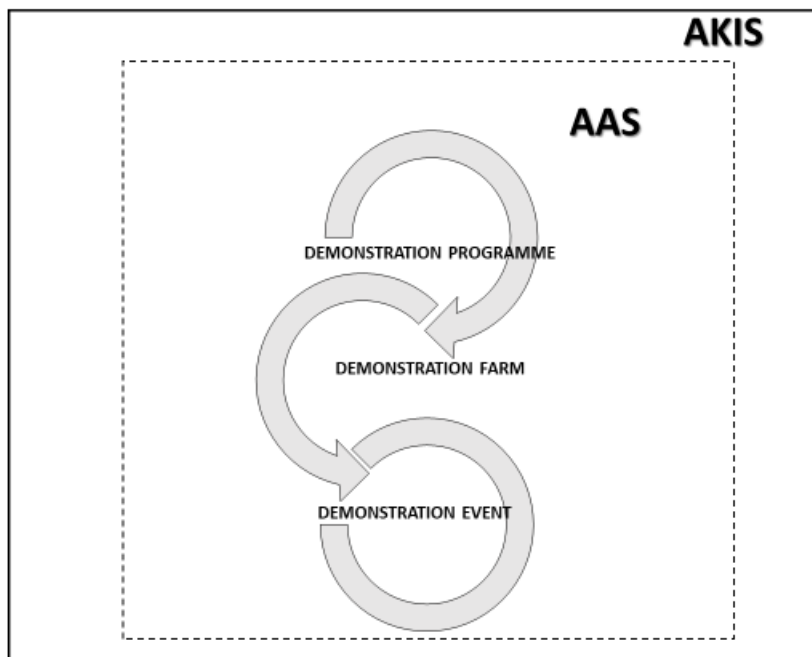 AKIS
AAS
DEMONSTRATION PROGRAMME
DEMONSTRATION FARM
DEMONSTRATION EVENT